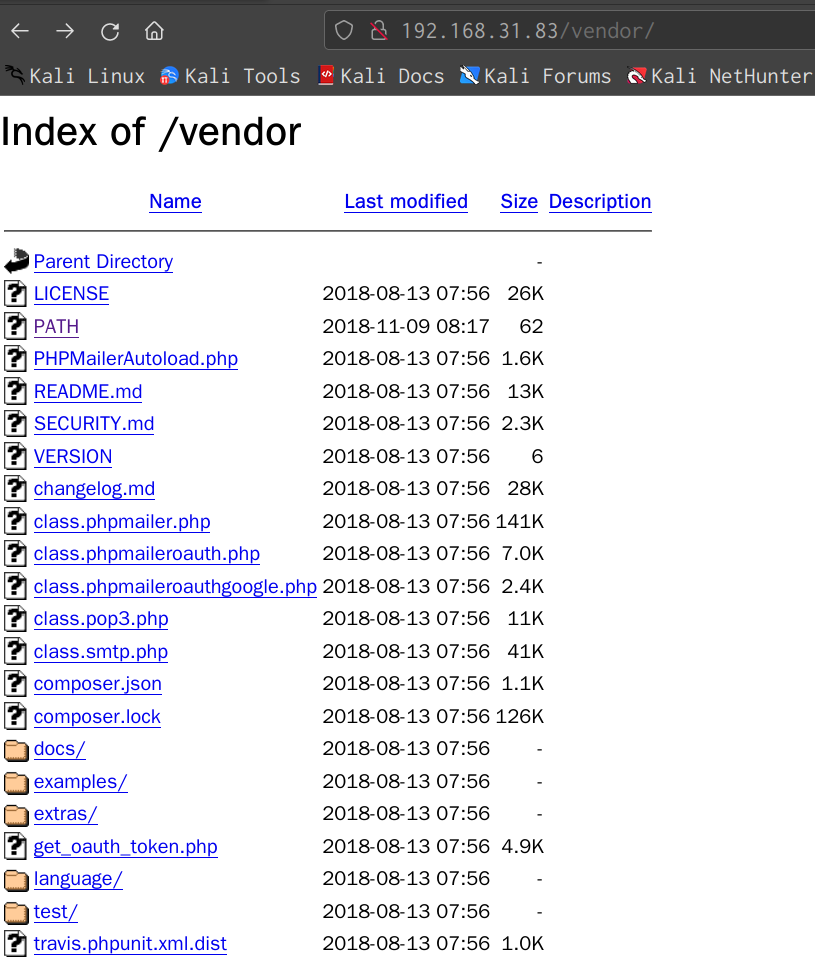 192.168.31.83/vendor/
Kali Linux Kali Tools Kali Docs Kali Forums Kali NetHunter
Index of /vendor
Name Last modified Size Description
Parent Directory -
LICENSE 2018-08-13 07:56 26K
PATH 2018-11-09 08:17 62
PHPMailerAutoload.php 2018-08-13 07:56 1.6K
README.md 2018-08-13 07:56 13K
SECURITY.md 2018-08-13 07:56 2.3K
VERSION 2018-08-13 07:56 6
changelog.md 2018-08-13 07:56 28K
class.phpmailer.php 2018-08-13 07:56 141K
class.phpmaileroauth.php 2018-08-13 07:56 7.0K
class.phpmaileroauthgoogle.php 2018-08-13 07:56 2.4K
class.pop3.php 2018-08-13 07:56 11K
class.smtp.php 2018-08-13 07:56 41K
composer.json 2018-08-13 07:56 1.1K
composer.lock 2018-08-13 07:56 126K
docs/ 2018-08-13 07:56 -
examples/ 2018-08-13 07:56 -
extras/ 2018-08-13 07:56 -
get_oauth_token.php 2018-08-13 07:56 4.9K
language/ 2018-08-13 07:56 -
test/ 2018-08-13 07:56 -
travis.phpunit.xml.dist 2018-08-13 07:56 1.0K